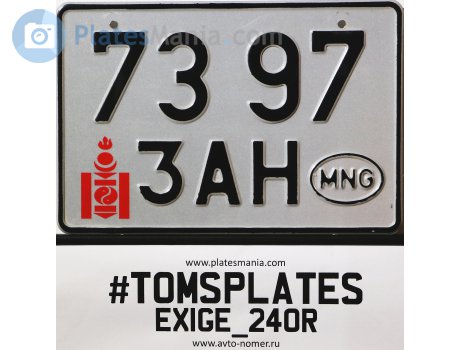 PlatesMania.com
73 97
ЗАН
MNG
www.platesmania.com
#TOMSPLATES
EXIGE_240R
www.avto-nomer.ru